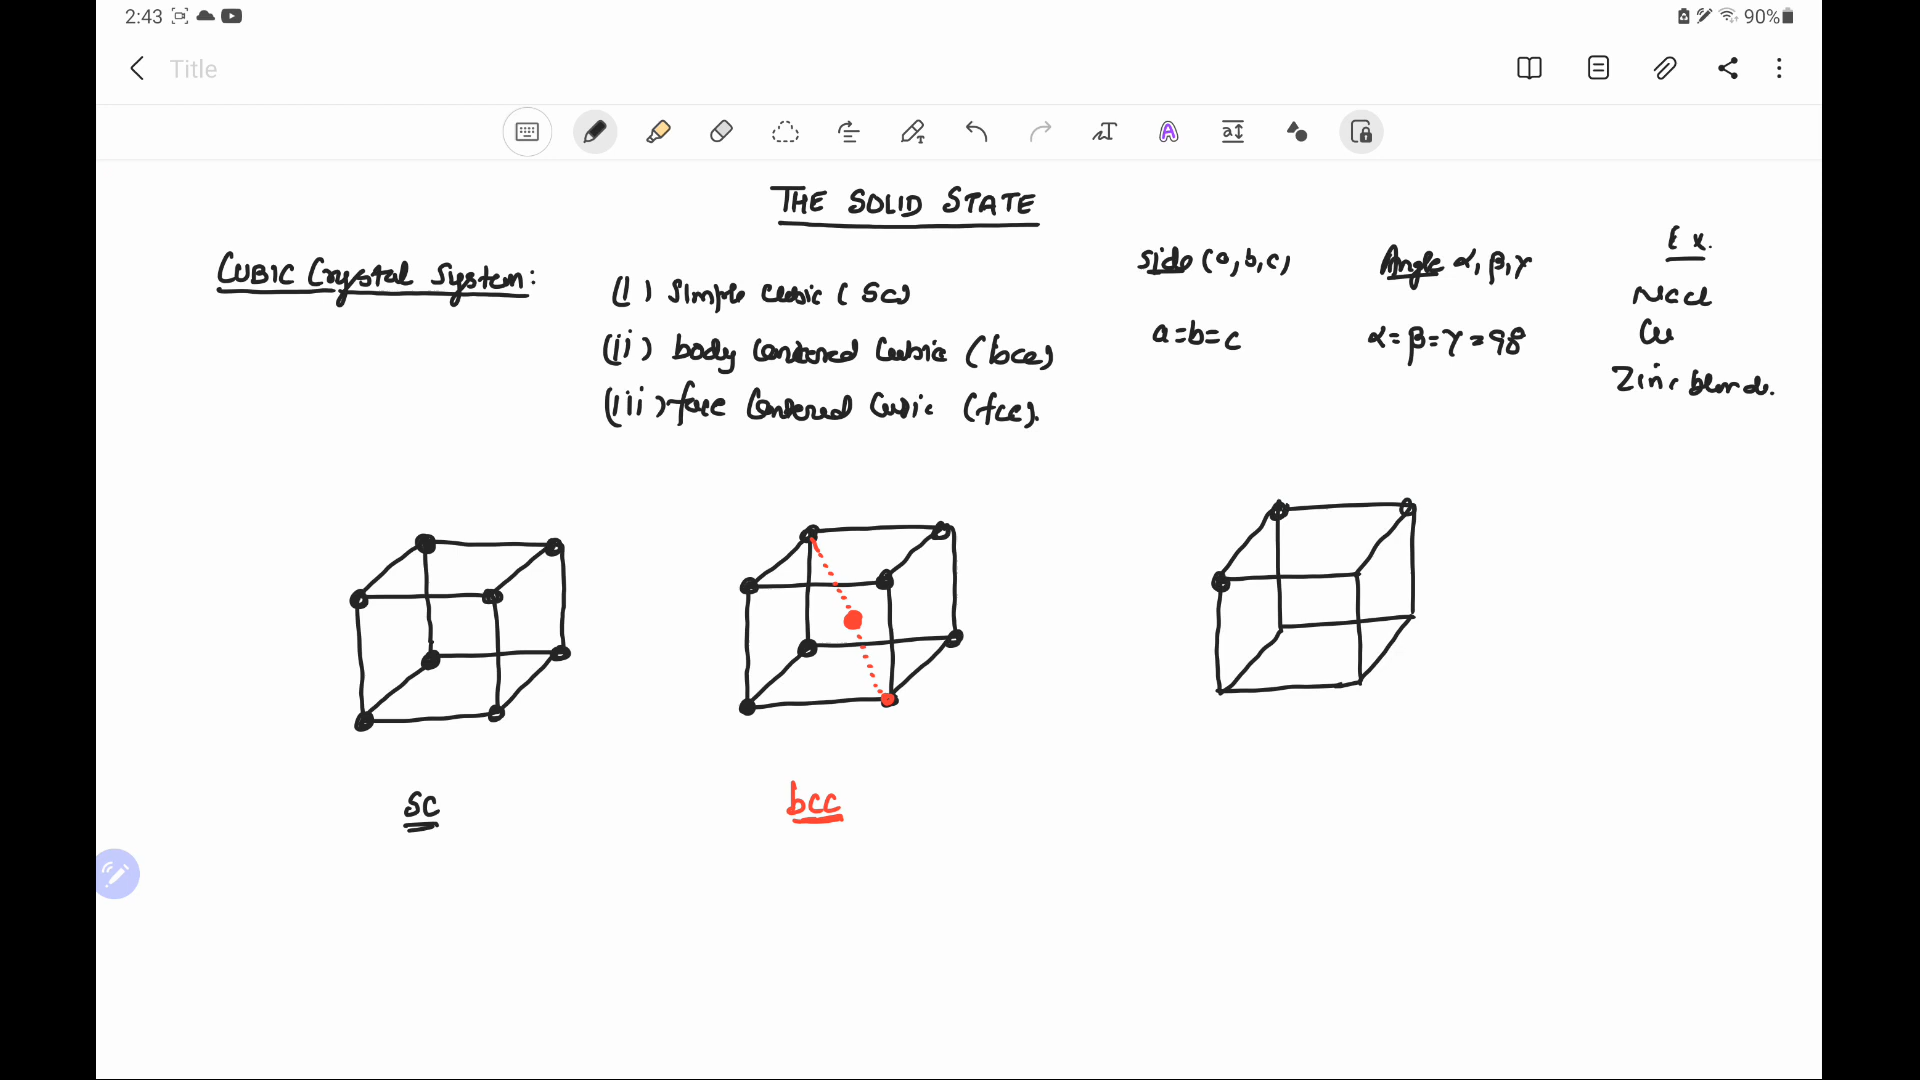 2:43
90%
Title
THE SOLID STATE
CUBIC Crystal System:
(i) Simple cubic (sc)
(ii) body centered Cubic (bcc)
(iii) face Centered Cubic (fcc).
side (a, b, c)
a=b=c
Angle α, β, γ
α=β=γ=90°
Ex.
Nacl
Cu
Zinc blende.
SC
bcc